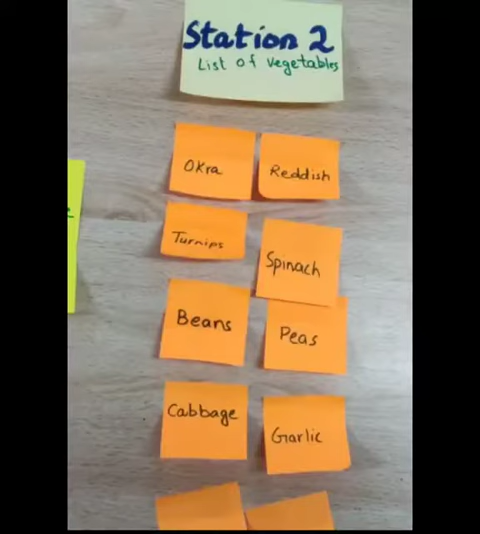 Station 2
List of vegetables
Okra
Reddish
Turnips
Spinach
Beans
Peas
Cabbage
Garlic